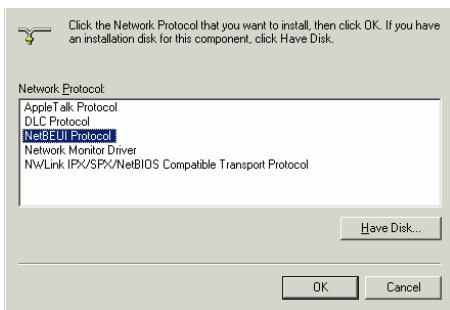 Click the Network Protocol that you want to install, then click OK. If you have
an installation disk for this component, click Have Disk.
Network Protocol:
AppleTalk Protocol
DLC Protocol
NetBEUI Protocol
Network Monitor Driver
NWLink IPX/SPX/NetBIOS Compatible Transport Protocol
Have Disk...
OK
Cancel